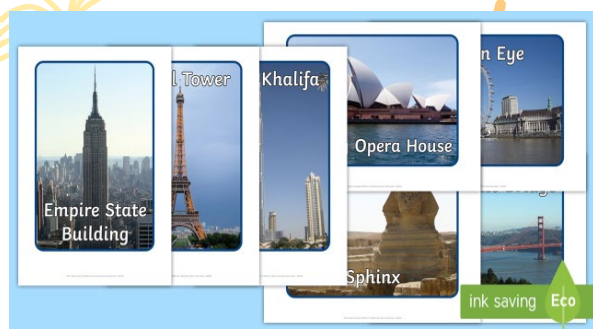 Empire State
Building
l Tower
Khalifa
Opera House
n Eye
Sphinx
ink saving
Eco